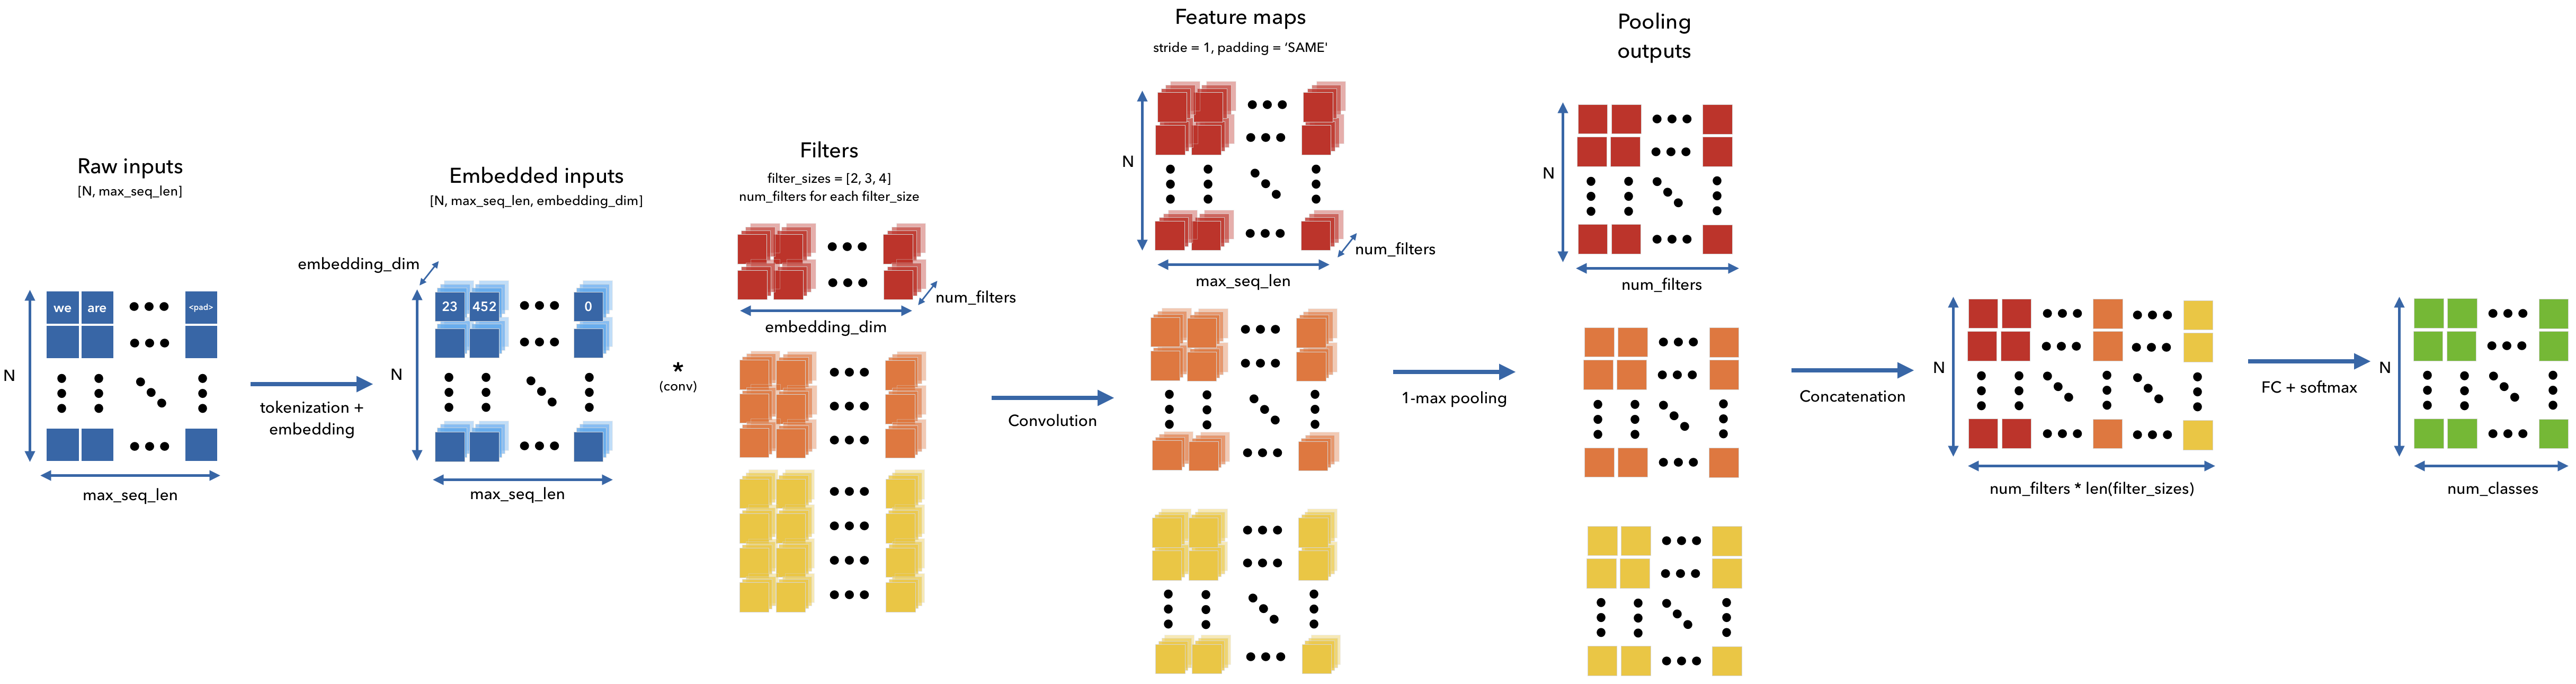 Raw inputs
[N, max_seq_len]
we
are
<pad>
N
max_seq_len
tokenization +
embedding
Embedded inputs
[N, max_seq_len, embedding_dim]
embedding_dim
23
452
0
N
max_seq_len
*
(conv)
Filters
filter_sizes = [2, 3, 4]
num_filters for each filter_size
num_filters
embedding_dim
Convolution
Feature maps
stride = 1, padding = ‘SAME'
N
num_filters
max_seq_len
1-max pooling
Pooling
outputs
N
num_filters
Concatenation
N
num_filters * len(filter_sizes)
FC + softmax
N
num_classes